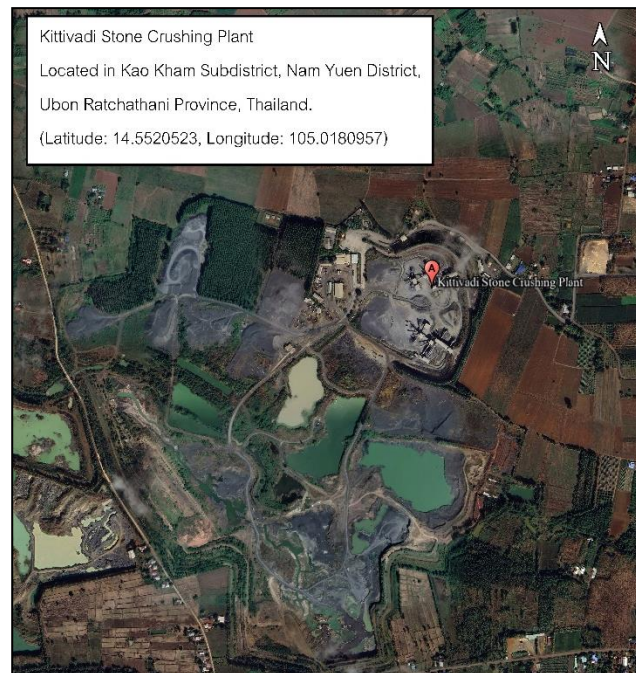 Kittivadi Stone Crushing Plant
Located in Kao Kham Subdistrict, Nam Yuen District,
Ubon Ratchathani Province, Thailand.
(Latitude: 14.5520523, Longitude: 105.0180957)
N
A
Kittivadi Stone Crushing Plant